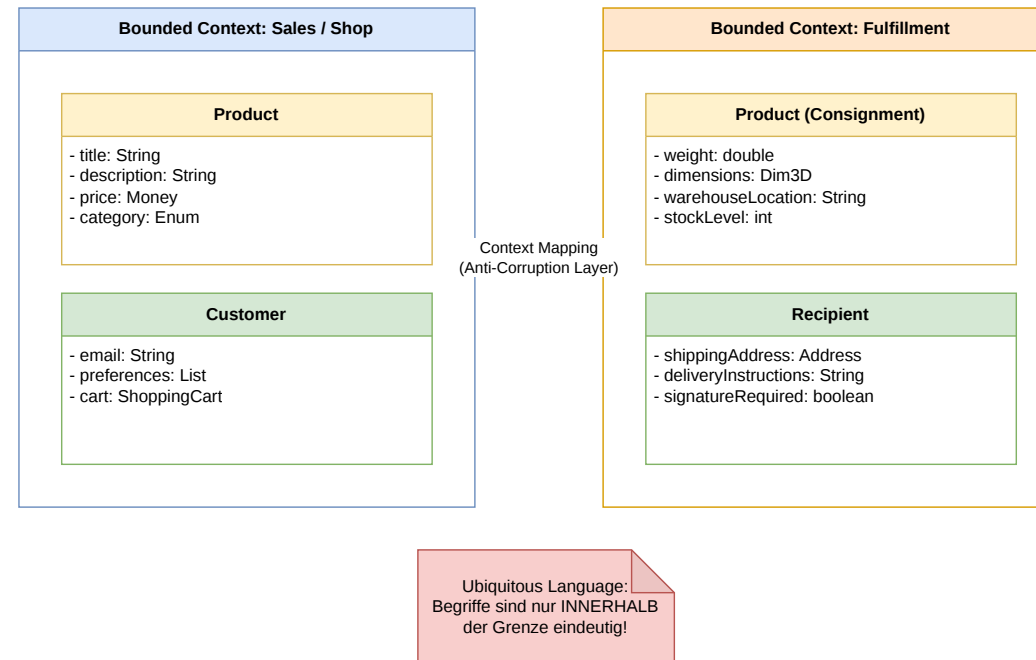 Bounded Context: Sales / Shop
Product
- title: String
- description: String
- price: Money
- category: Enum
Customer
- email: String
- preferences: List
- cart: ShoppingCart
Context Mapping
(Anti-Corruption Layer)
Bounded Context: Fulfillment
Product (Consignment)
- weight: double
- dimensions: Dim3D
- warehouseLocation: String
- stockLevel: int
Recipient
- shippingAddress: Address
- deliveryInstructions: String
- signatureRequired: boolean
Ubiquitous Language:
Begriffe sind nur INNERHALB
der Grenze eindeutig!